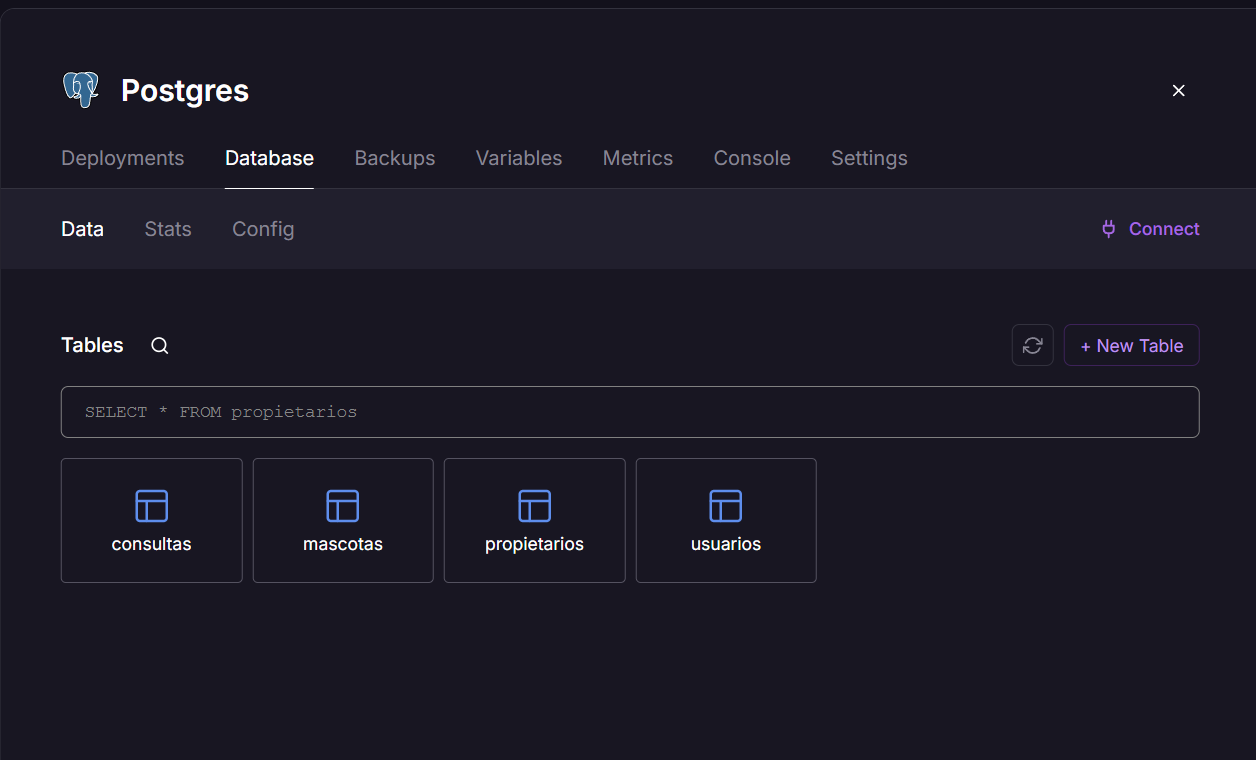 Postgres
Deployments Database Backups Variables Metrics Console Settings
Data Stats Config Connect
Tables + New Table
SELECT * FROM propietarios
consultas mascotas propietarios usuarios